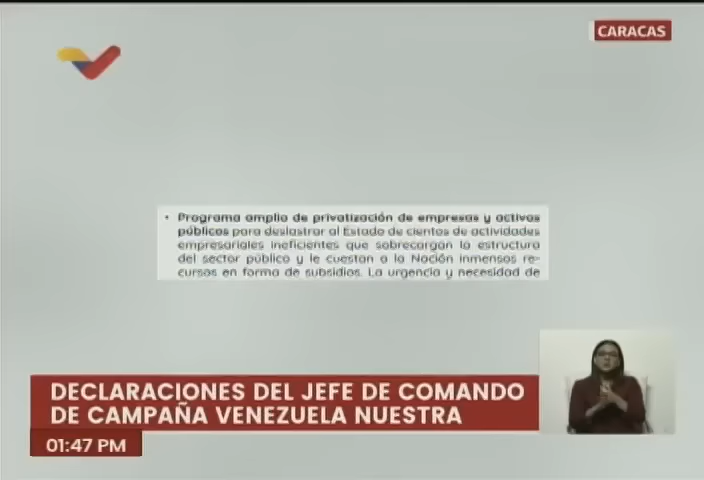 CARACAS
• Programa amplio de privatización de empresas y activos
públicos para deslastrar al Estado de cientos de actividades
empresariales ineficientes que sobrecargan la estructura
del sector público y le cuestan a la Nación inmensos re-
cursos en forma de subsidios. La urgencia y necesidad de
DECLARACIONES DEL JEFE DE COMANDO
DE CAMPAÑA VENEZUELA NUESTRA
01:47 PM